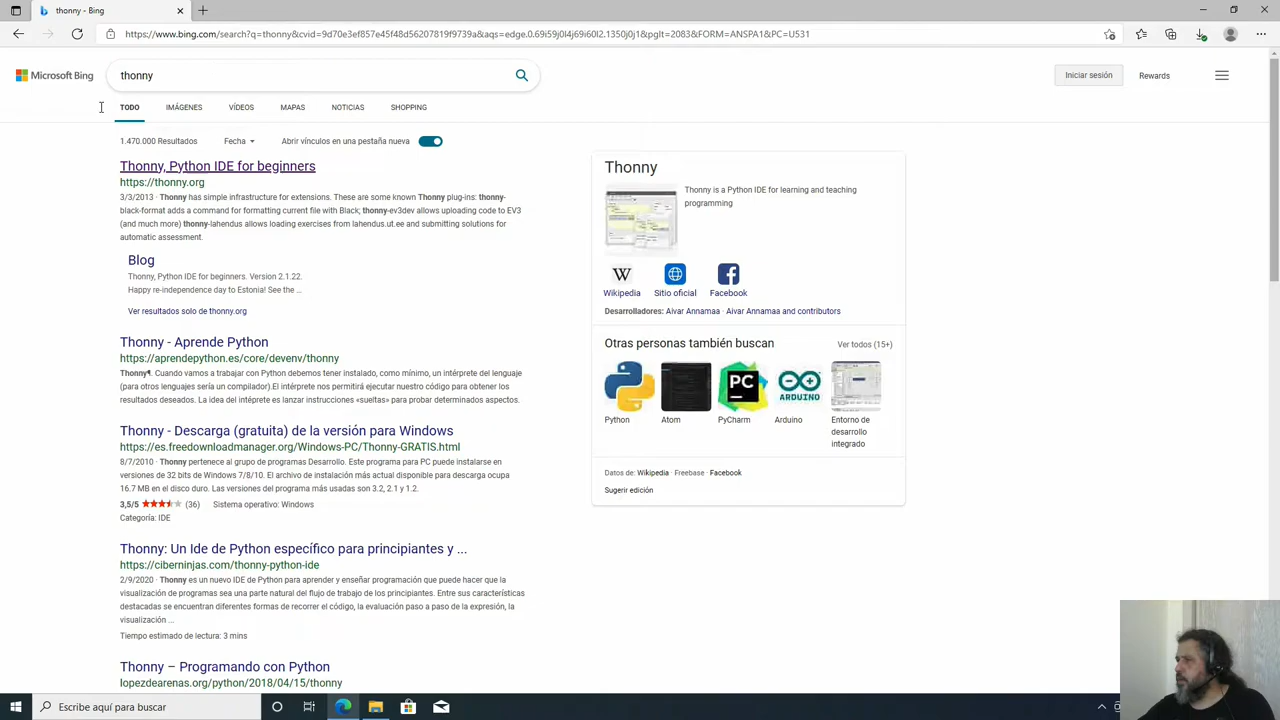 thonny - Bing
https://www.bing.com/search?q=thonny&cvid=9d70e3ef857e45f48d56207819f9739a&aqs=edge.0.69i59j0l4j69i60l2.1350j0j1&pglt=2083&FORM=ANSPA1&PC=U531
Microsoft Bing
thonny
Iniciar sesión
Rewards
TODO IMÁGENES VÍDEOS MAPAS NOTICIAS SHOPPING
1.470.000 Resultados Fecha Abrir vínculos en una pestaña nueva
Thonny, Python IDE for beginners
https://thonny.org
3/3/2013 · Thonny has simple infrastructure for extensions. These are some known Thonny plug-ins: thonny-
black-format adds a command for formatting current file with Black; thonny-ev3dev allows uploading code to EV3
(and much more) thonny-lahendus allows loading exercises from lahendus.ut.ee and submitting solutions for
automatic assessment.
Blog
Thonny, Python IDE for beginners. Version 2.1.22.
Happy re-independence day to Estonia! See the ...
Ver resultados solo de thonny.org
Thonny - Aprende Python
https://aprendepython.es/core/devenv/thonny
Thonny¶. Cuando vamos a trabajar con Python debemos tener instalado, como mínimo, un intérprete del lenguaje
(para otros lenguajes sería un compilador).El intérprete nos permitirá ejecutar nuestro código para obtener los
resultados deseados. La idea del intéprete es lanzar instrucciones «sueltas» para probar determinados aspectos.
Thonny - Descarga (gratuita) de la versión para Windows
https://es.freedownloadmanager.org/Windows-PC/Thonny-GRATIS.html
8/7/2010 · Thonny pertenece al grupo de programas Desarrollo. Este programa para PC puede instalarse en
versiones de 32 bits de Windows 7/8/10. El archivo de instalación más actual disponible para descarga ocupa
16.7 MB en el disco duro. Las versiones del programa más usadas son 3.2, 2.1 y 1.2.
3,5/5 (36) Sistema operativo: Windows
Categoría: IDE
Thonny: Un Ide de Python específico para principiantes y ...
https://ciberninjas.com/thonny-python-ide
2/9/2020 · Thonny es un nuevo IDE de Python para aprender y enseñar programación que puede hacer que la
visualización de programas sea una parte natural del flujo de trabajo de los principiantes. Entre sus características
destacadas se encuentran diferentes formas de recorrer el código, la evaluación paso a paso de la expresión, la
visualización ...
Tiempo estimado de lectura: 3 mins
Thonny – Programando con Python
lopezdearenas.org/python/2018/04/15/thonny
Thonny
Thonny is a Python IDE for learning and teaching
programming
W
Wikipedia Sitio oficial Facebook
Desarrolladores: Aivar Annamaa · Aivar Annamaa and contributors
Otras personas también buscan
Ver todos (15+)
PC
ARDUINO
Python Atom PyCharm Arduino Entorno de
desarrollo
integrado
Datos de: Wikipedia · Freebase · Facebook
Sugerir edición
Escribe aquí para buscar